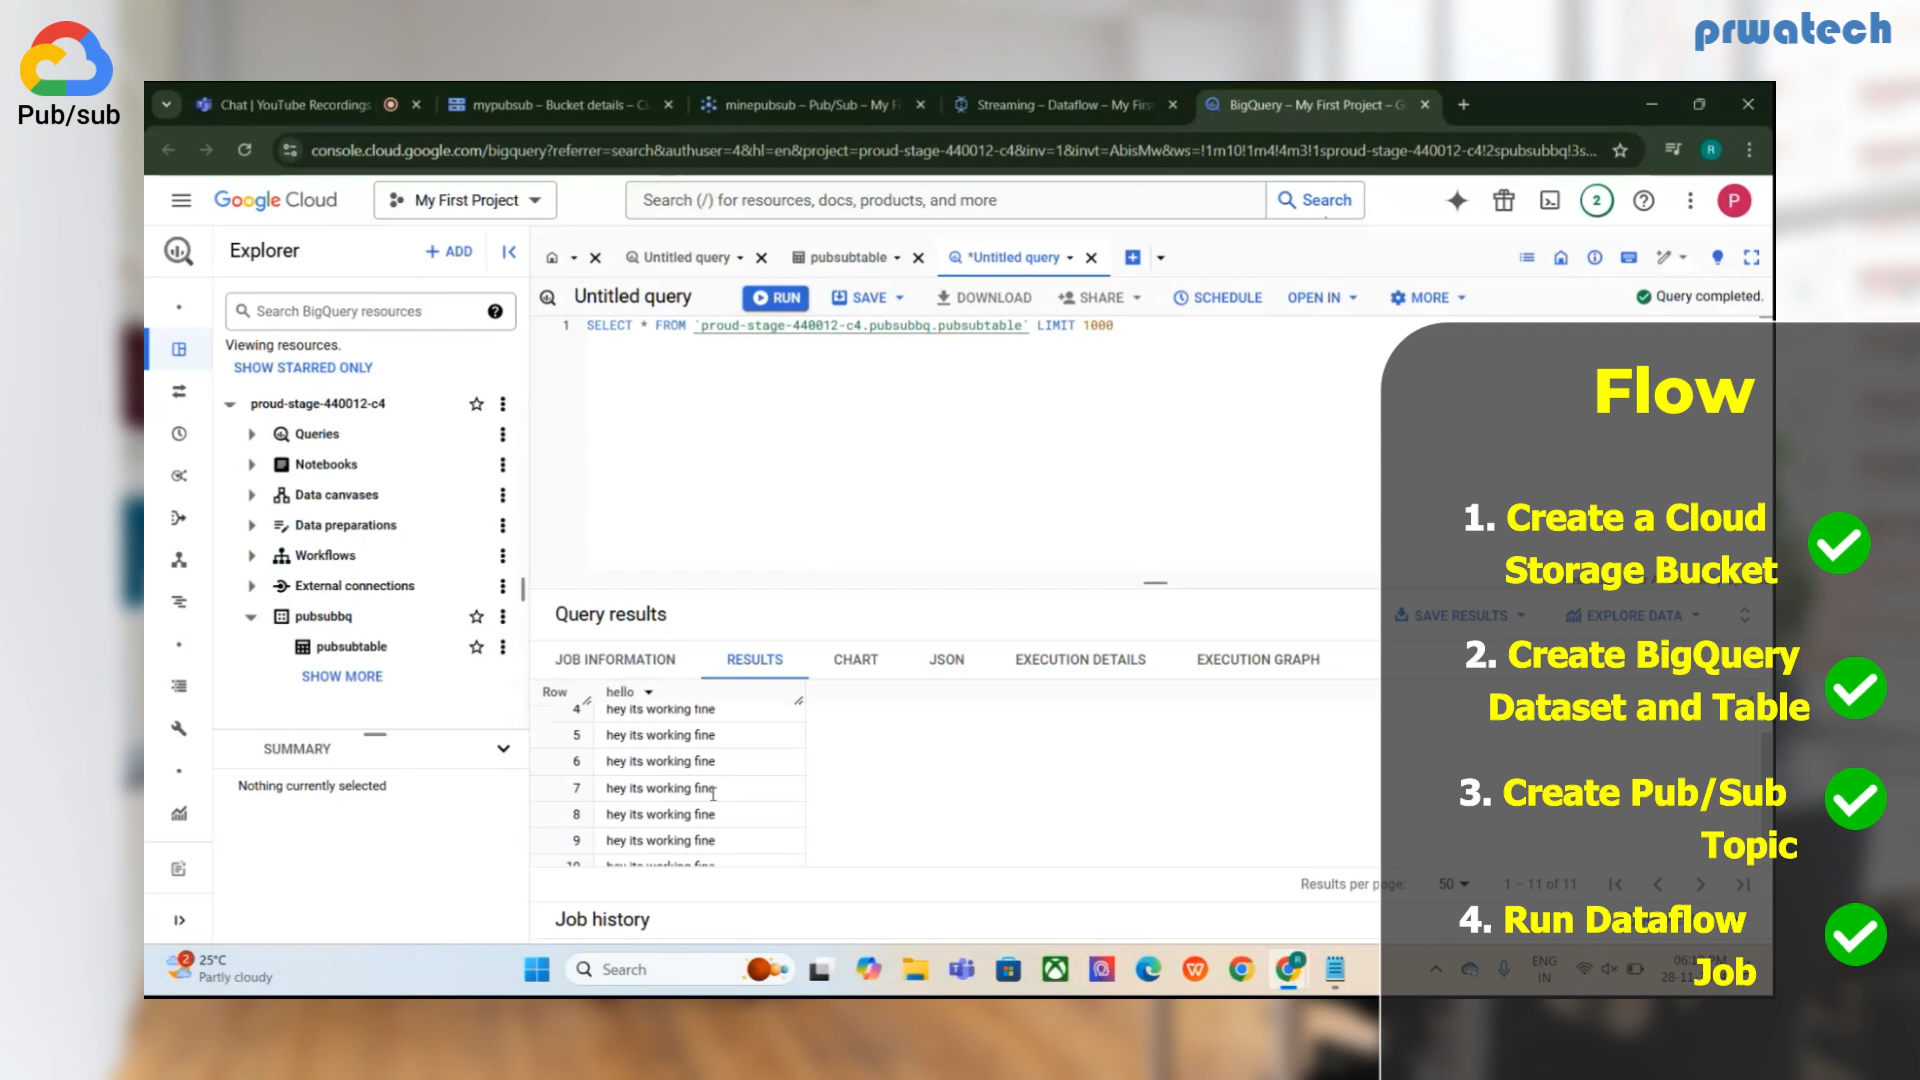 prwatech
Pub/sub
Chat | YouTube Recordings
mypubsub – Bucket details – Cl
minepubsub – Pub/Sub – My Fi
Streaming – Dataflow – My Firs
BigQuery – My First Project – G
console.cloud.google.com/bigquery?referrer=search&authuser=4&hl=en&project=proud-stage-440012-c4&inv=1&invt=AbisMw&ws=!1m10!1m4!4m3!1sproud-stage-440012-c4!2spubsubbq!3s...
R
Google Cloud
My First Project
Search (/) for resources, docs, products, and more
Search
2
P
Explorer
+ ADD
Untitled query
pubsubtable
*Untitled query
Untitled query
RUN
SAVE
DOWNLOAD
SHARE
SCHEDULE
OPEN IN
MORE
Query completed.
Search BigQuery resources
1 SELECT * FROM `proud-stage-440012-c4.pubsubbq.pubsubtable` LIMIT 1000
Viewing resources.
SHOW STARRED ONLY
proud-stage-440012-c4
Queries
Notebooks
Data canvases
Data preparations
Workflows
External connections
pubsubbq
pubsubtable
SHOW MORE
SUMMARY
Nothing currently selected
Query results
SAVE RESULTS
EXPLORE DATA
JOB INFORMATION
RESULTS
CHART
JSON
EXECUTION DETAILS
EXECUTION GRAPH
Row hello
4 hey its working fine
5 hey its working fine
6 hey its working fine
7 hey its working fine
8 hey its working fine
9 hey its working fine
10 hey its working fine
Results per page: 50 1 – 11 of 11
Job history
Flow
1. Create a Cloud
Storage Bucket
2. Create BigQuery
Dataset and Table
3. Create Pub/Sub
Topic
4. Run Dataflow
Job
2
25°C
Partly cloudy
Search
R
ENG
IN